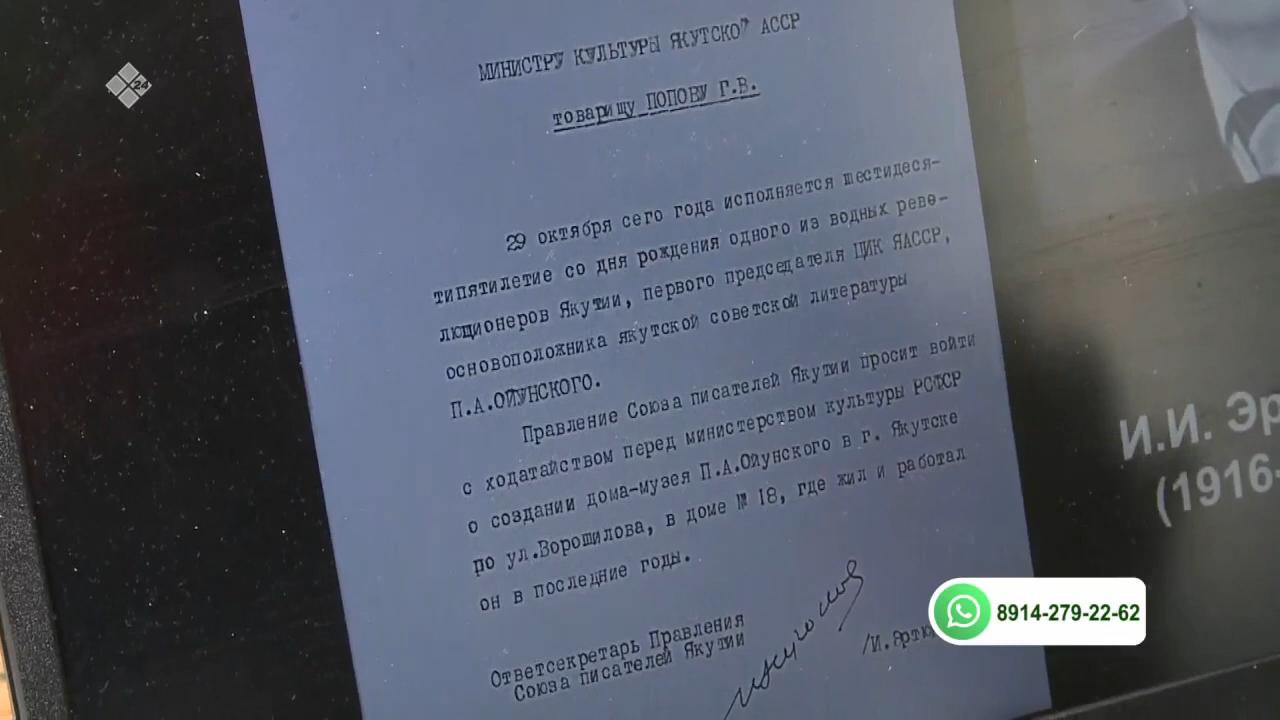 МИНИСТРУ КУЛЬТУРЫ ЯКУТСКОЙ АССР
товарищу ПОПОВУ Г.В.
29 октября сего года исполняется шестидеся-
типятилетие со дня рождения одного из водных реве-
люционеров Якутии, первого председателя ЦИК ЯАССР,
основоположника якутской советской литературы
П.А.ОЙУНСКОГО.
Правление Союза писателей Якутии просит войти
с ходатайством перед министерством культуры РСФСР
о создании дома-музея П.А.Ойунского в г. Якутске
по ул.Ворошилова, в доме № 18, где жил и работал
он в последние годы.
Ответсекретарь Правления
Союза писателей Якутии
/И.
И.И.
(1916-
24
8914-279-22-62